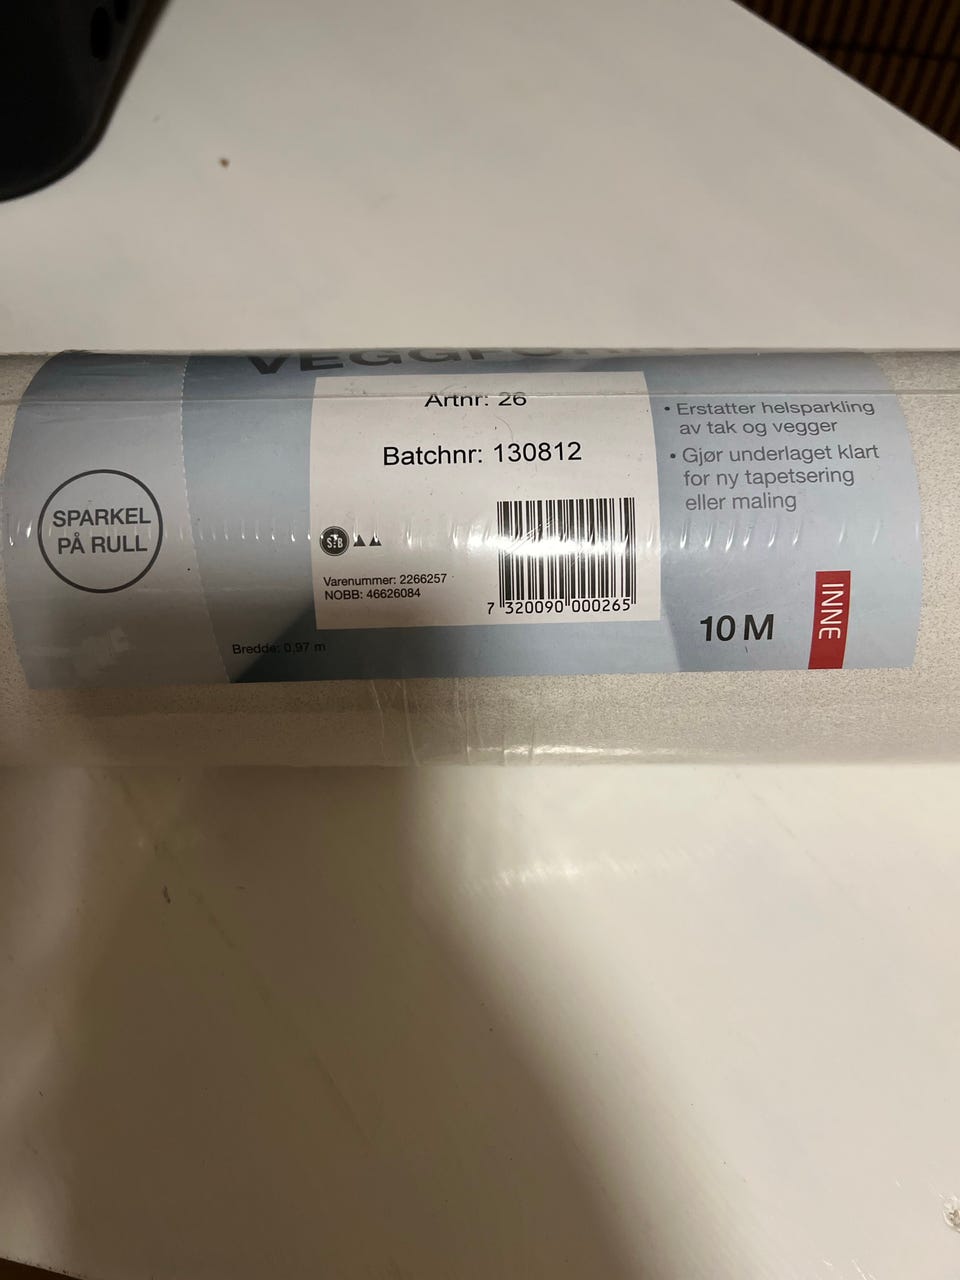 Artnr: 26
Batchnr: 130812
• Erstatter helsparkling
av tak og vegger
• Gjør underlaget klart
for ny tapetsering
eller maling
SPARKEL
PÅ RULL
Varenummer: 2266257
NOBB: 46626084
7 320090 000265
Bredde: 0,97 m
10 M
INNE